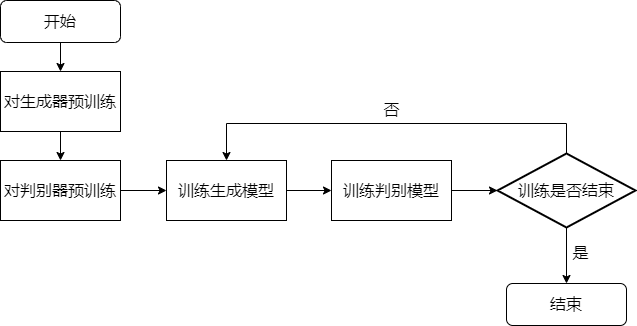 开始
对生成器预训练
对判别器预训练
训练生成模型
训练判别模型
训练是否结束
否
是
结束